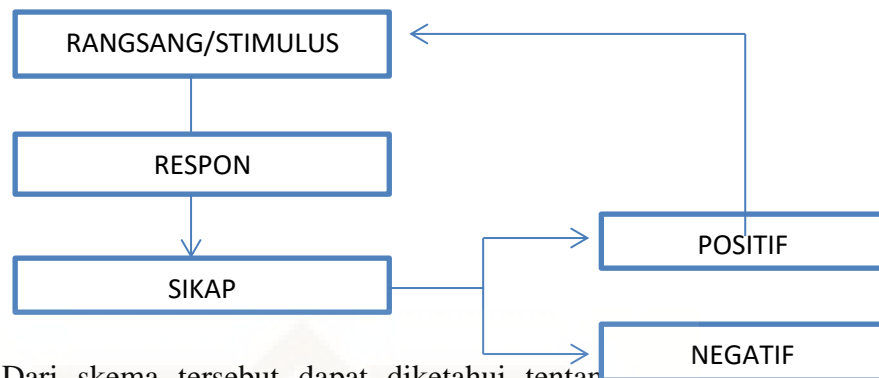 RANGSANG/STIMULUS
RESPON
SIKAP
POSITIF
NEGATIF
Dari skema tersebut dapat diketahui